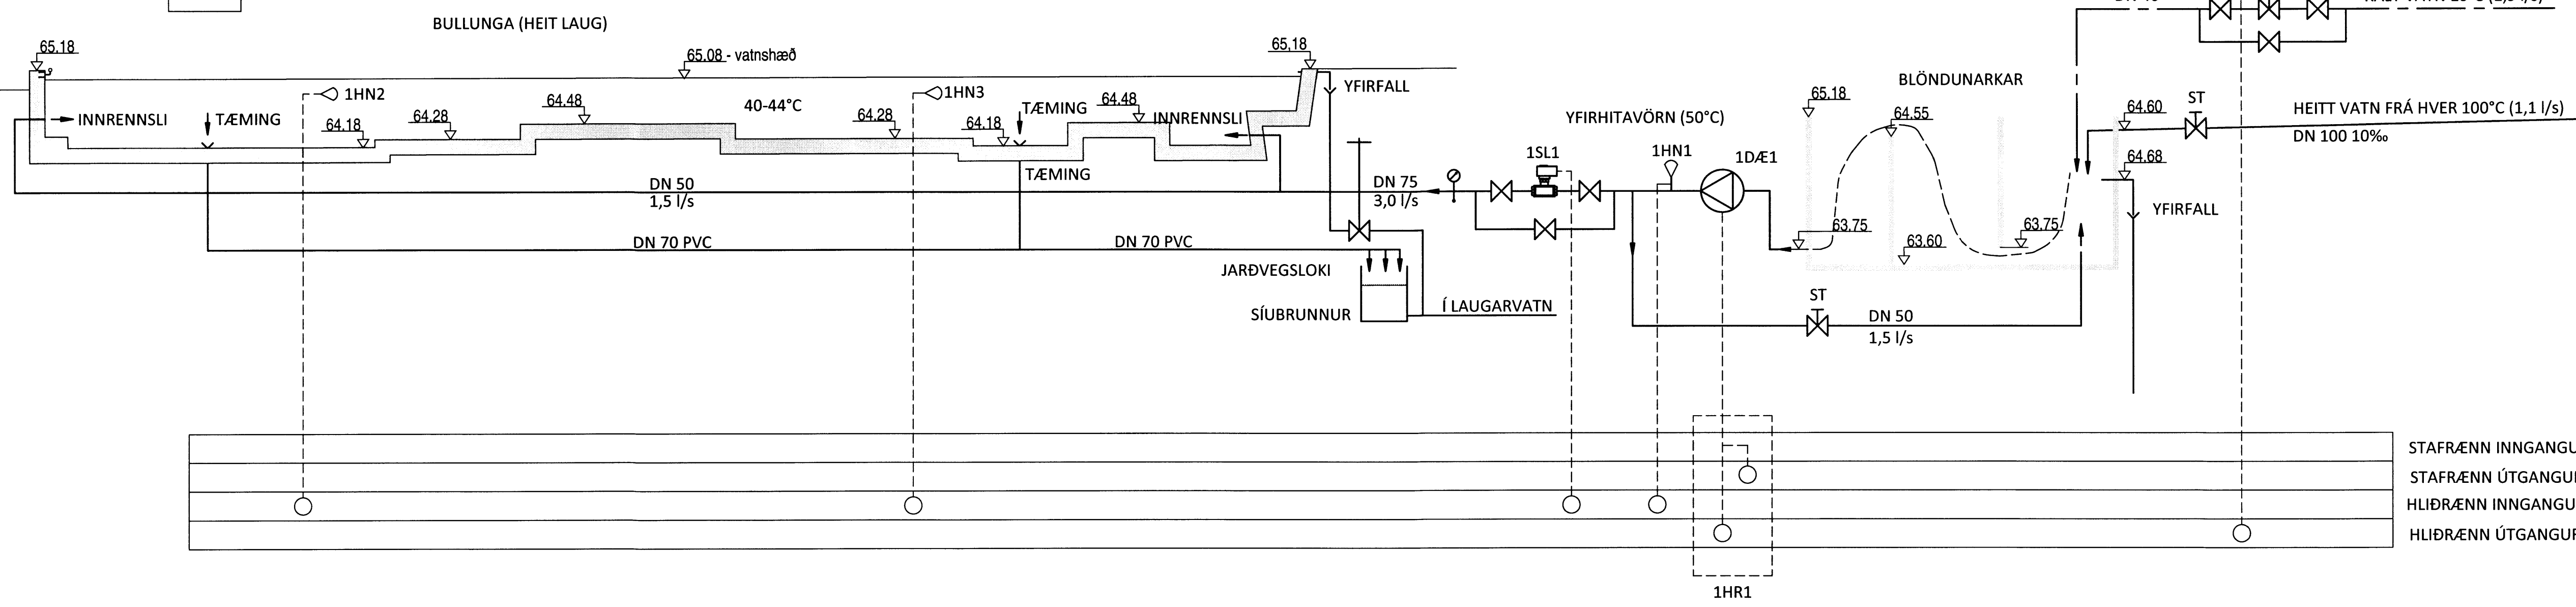 BULLUNGA (HEIT LAUG)
65.18
65.08 - vatnshæð
65,18
YFIRFALL
1HN2
1HN3
40-44°C
INNRENNSLI
TÆMING
64.18
64.28
64.48
64.28
64.18
TÆMING
64.48
INNRENNSLI
TÆMING
DN 50
1,5 l/s
DN 75
3,0 l/s
DN 70 PVC
DN 70 PVC
JARÐVEGSLOKI
SÍUBRUNNUR
Í LAUGARVATN
YFIRHITAVÖRN (50°C)
1SL1
1HN1
1DÆ1
BLÖNDUNARKAR
65.18
64.55
64.60
ST
HEITT VATN FRÁ HVER 100°C (1,1 l/s)
DN 100 10‰
64.68
YFIRFALL
63.75
63.60
63.75
ST
DN 50
1,5 l/s
STAFRÆNN INNGANGU
STAFRÆNN ÚTGANGU
HLIÐRÆNN INNGANGU
HLIÐRÆNN ÚTGANGU
1HR1